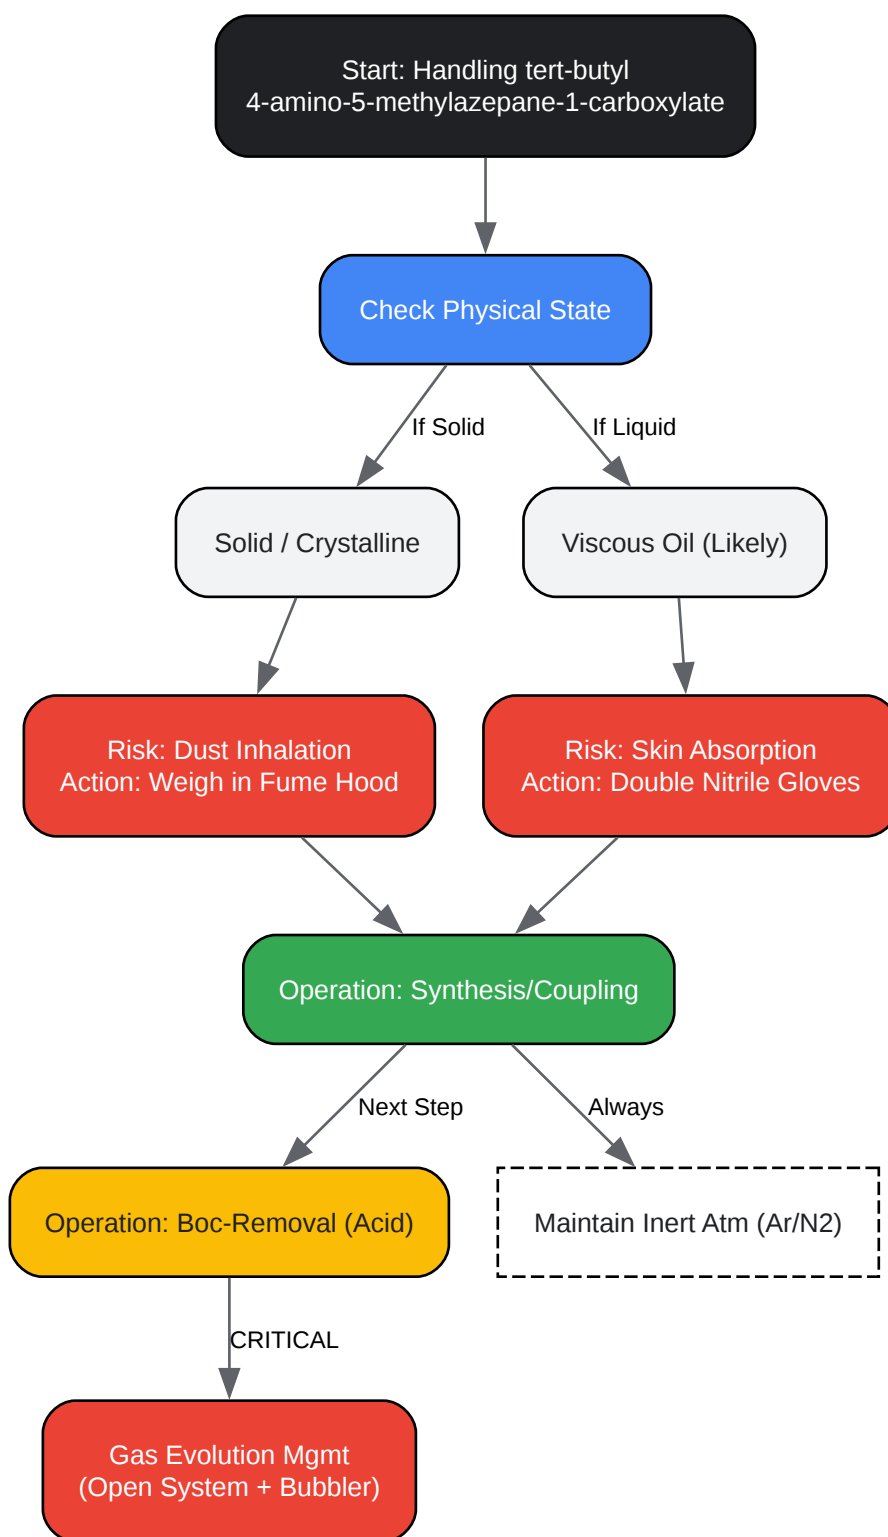 Start: Handling tert-butyl
4-amino-5-methylazepane-1-carboxylate
Check Physical State
If Solid
If Liquid
Solid / Crystalline
Viscous Oil (Likely)
Risk: Dust Inhalation
Action: Weigh in Fume Hood
Risk: Skin Absorption
Action: Double Nitrile Gloves
Operation: Synthesis/Coupling
Next Step
Always
Operation: Boc-Removal (Acid)
Maintain Inert Atm (Ar/N2)
CRITICAL
Gas Evolution Mgmt
(Open System + Bubbler)